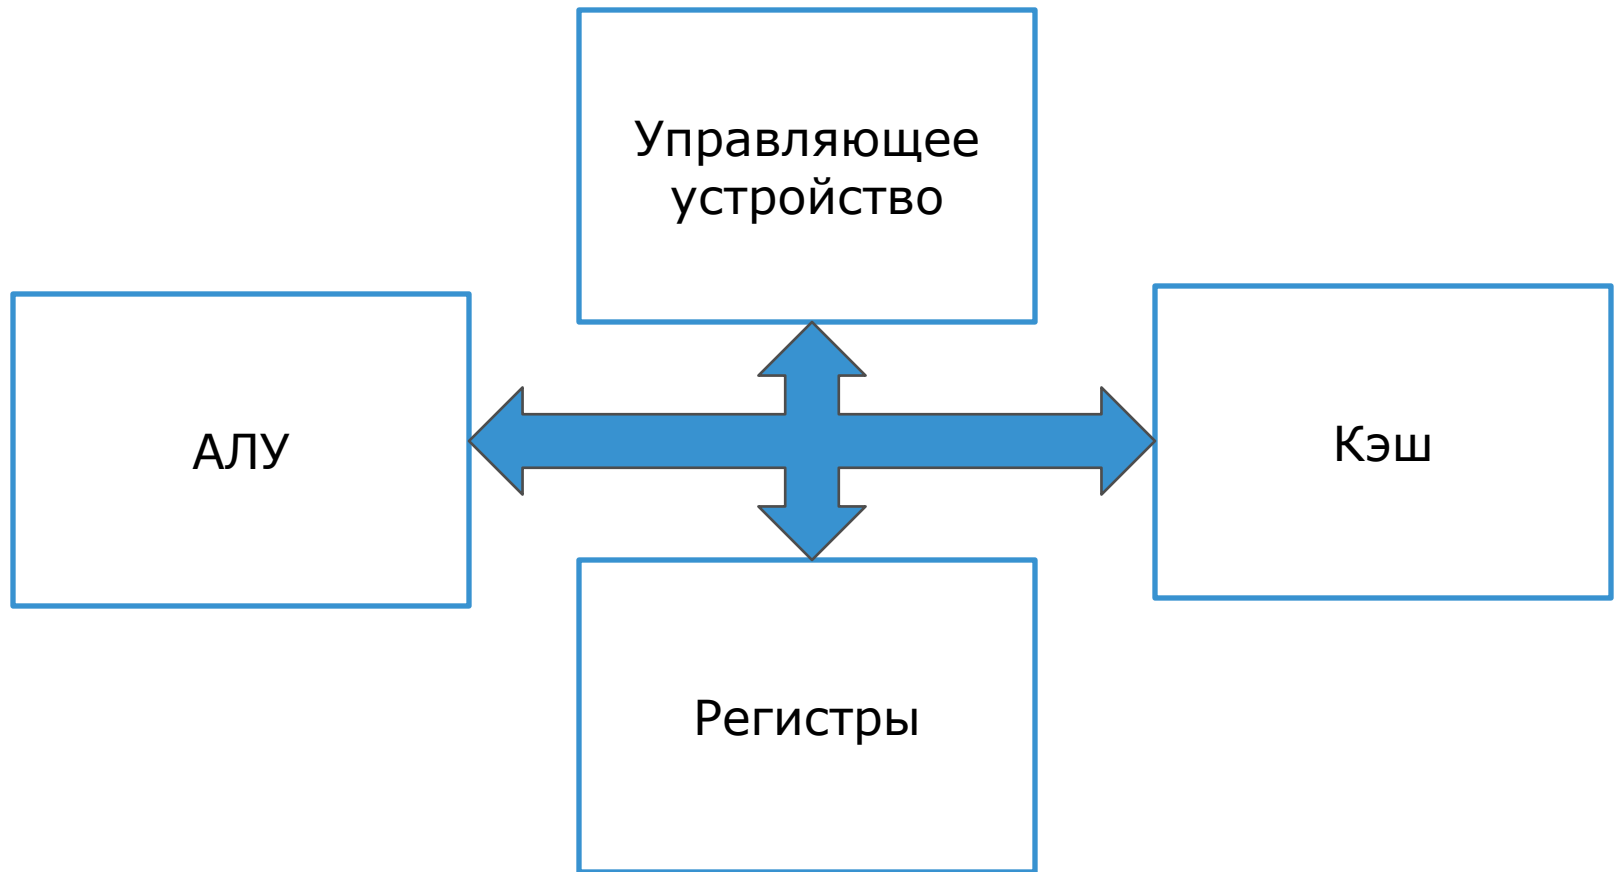 Управляющее
устройство
АЛУ
Кэш
Регистры